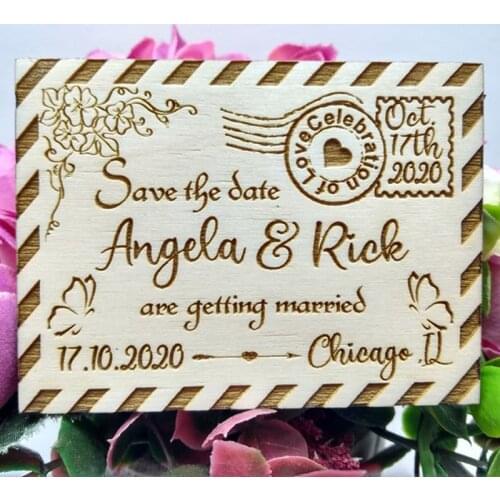 Celebration of Love
Oct.
17th
2020
Save the date
Angela & Rick
are getting married
17.10.2020
Chicago, IL